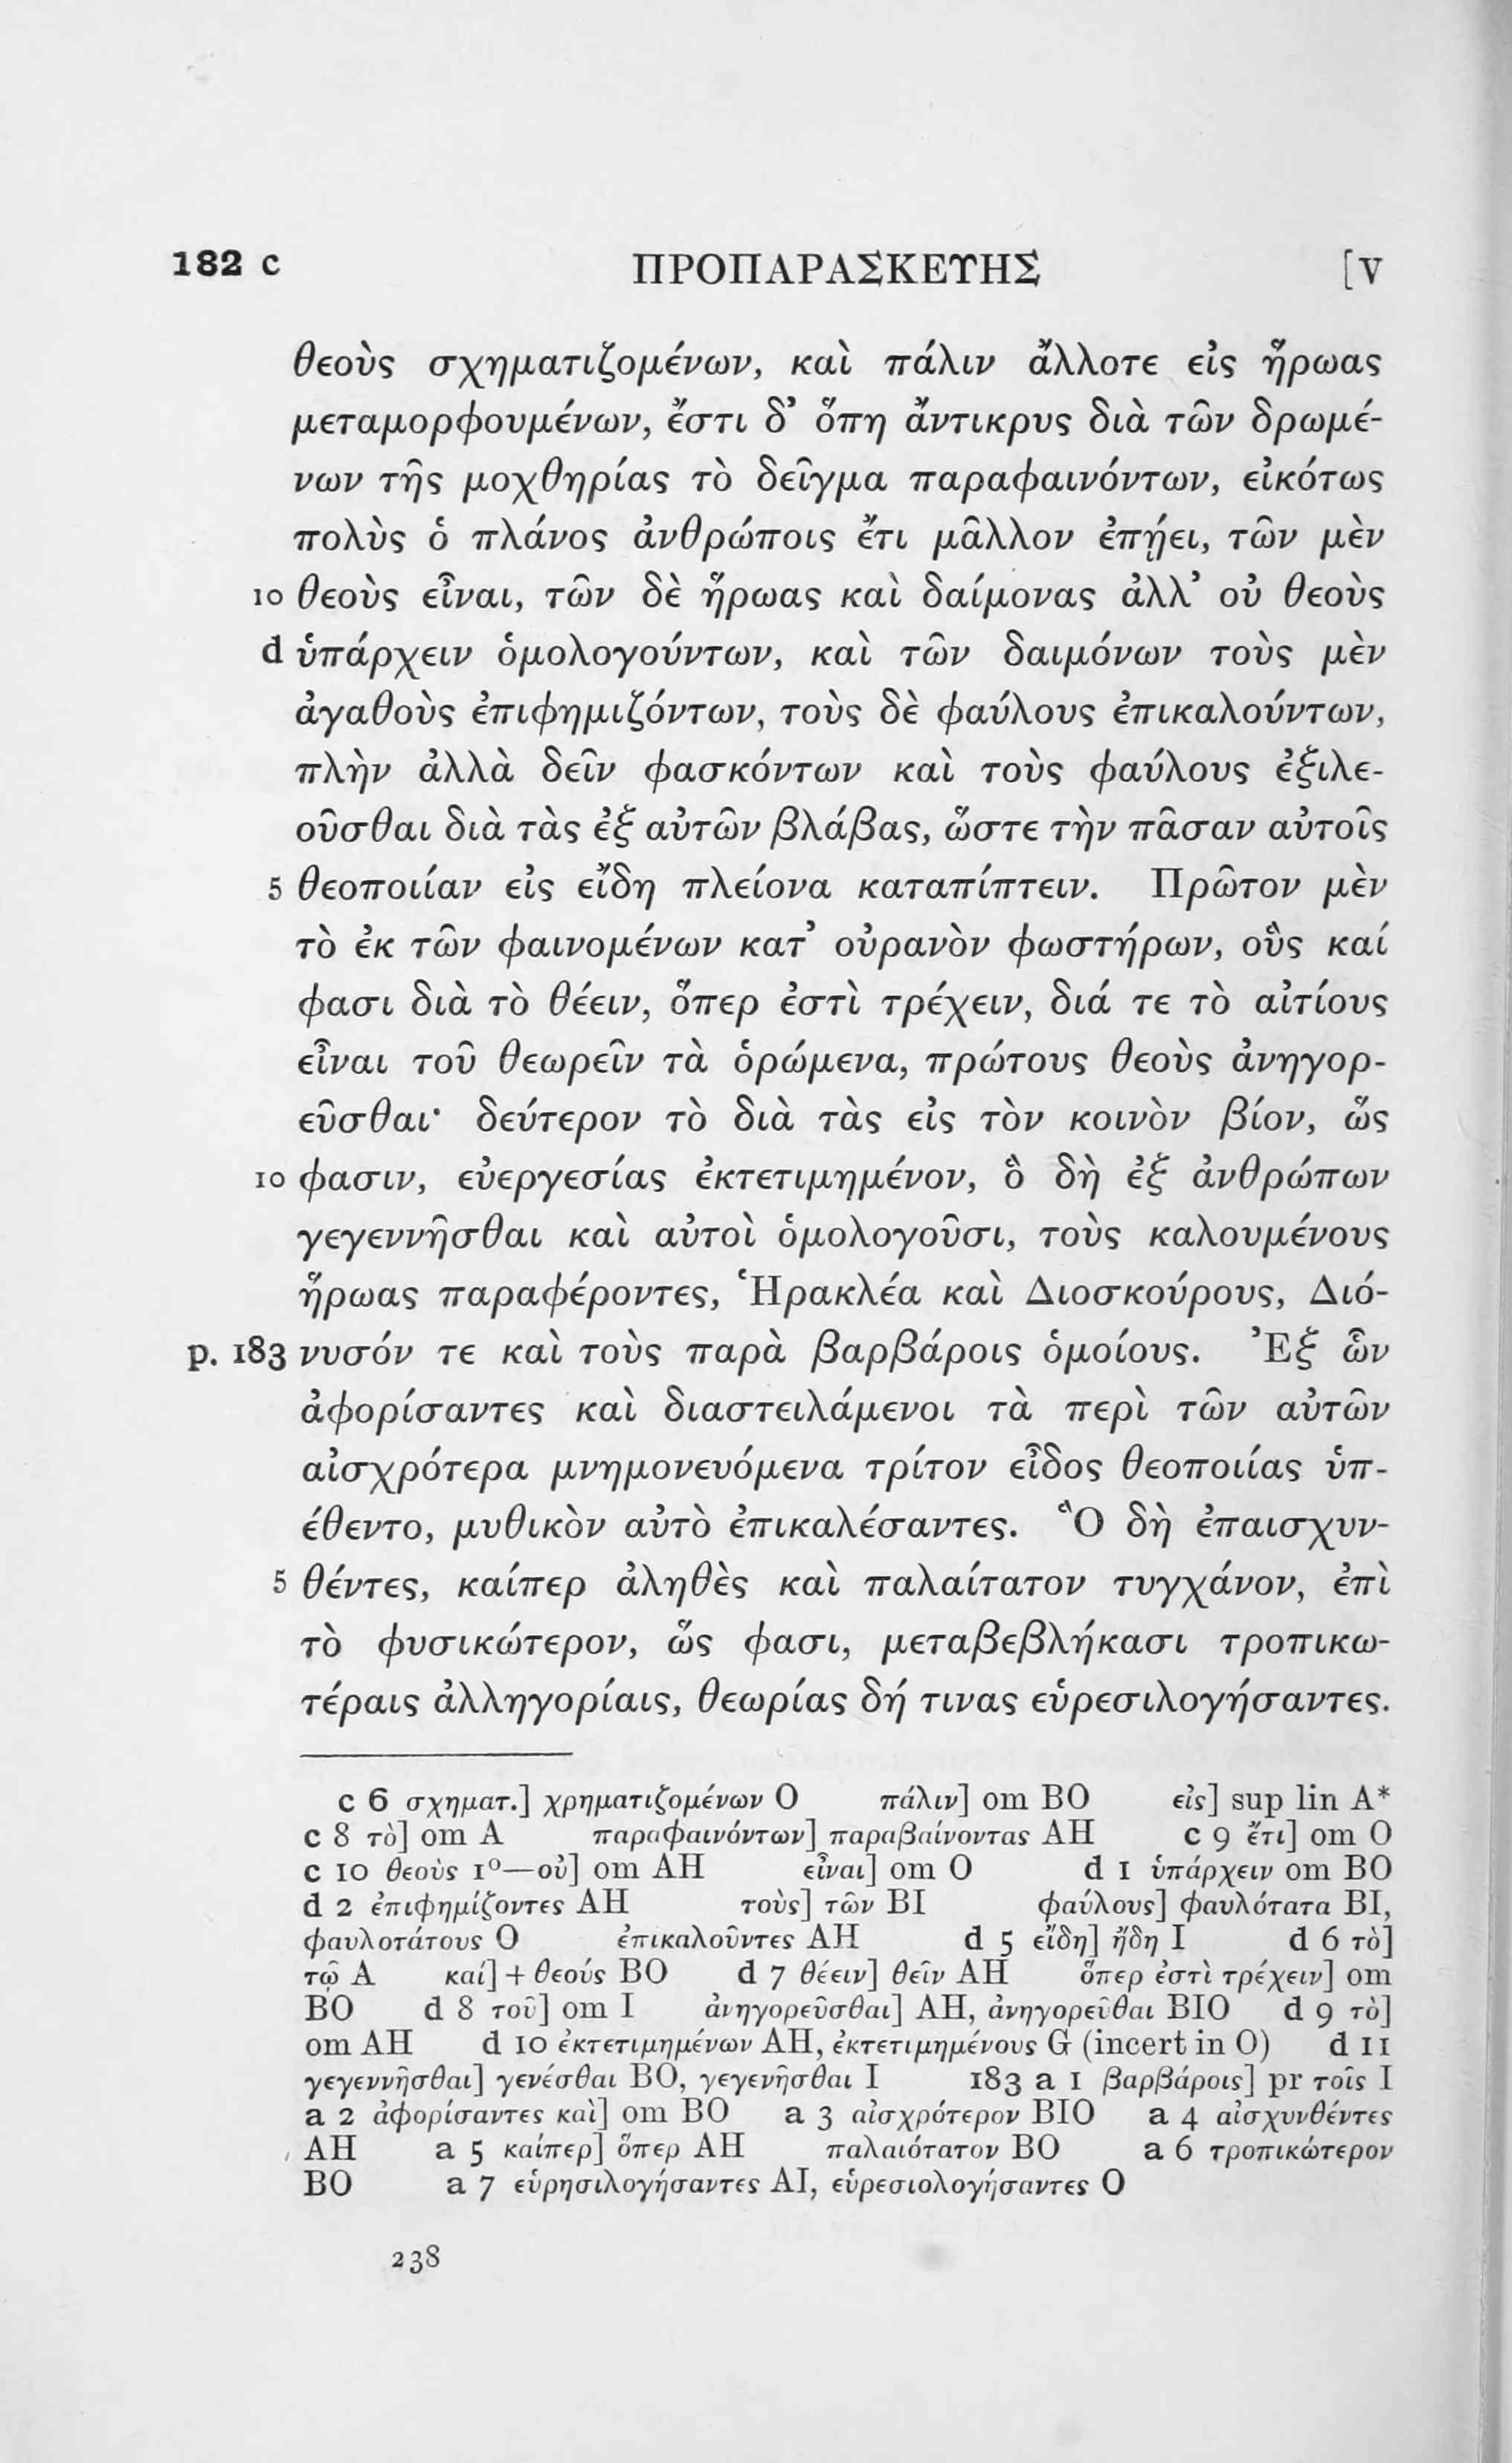 182 c ΠΡΟΠΑΡΑΣΚΕΥΗΣ [V
θεοὺς σχηματιζομένων, καὶ πάλιν ἄλλοτε εἰς ἥρωας
μεταμορφουμένων, ἔστι δ’ ὅπη ἄντικρυς διὰ τῶν δρωμέ-
νων τῆς μοχθηρίας τὸ δεῖγμα παραφαινόντων, εἰκότως
πολὺς ὁ πλάνος ἀνθρώποις ἔτι μᾶλλον ἐπῄει, τῶν μὲν
10 θεοὺς εἶναι, τῶν δὲ ἥρωας καὶ δαίμονας ἀλλ’ οὐ θεοὺς
d ὑπάρχειν ὁμολογούντων, καὶ τῶν δαιμόνων τοὺς μὲν
ἀγαθοὺς ἐπιφημιζόντων, τοὺς δὲ φαύλους ἐπικαλούντων,
πλὴν ἀλλὰ δεῖν φασκόντων καὶ τοὺς φαύλους ἐξιλε-
οῦσθαι διὰ τὰς ἐξ αὐτῶν βλάβας, ὥστε τὴν πᾶσαν αὐτοῖς
5 θεοποιίαν εἰς εἴδη πλείονα καταπίπτειν. Πρῶτον μὲν
τὸ ἐκ τῶν φαινομένων κατ’ οὐρανὸν φωστήρων, οὓς καί
φασι διὰ τὸ θέειν, ὅπερ ἐστὶ τρέχειν, διά τε τὸ αἰτίους
εἶναι τοῦ θεωρεῖν τὰ ὁρώμενα, πρώτους θεοὺς ἀνηγορ-
εῦσθαι· δεύτερον τὸ διὰ τὰς εἰς τὸν κοινὸν βίον, ὥς
10 φασιν, εὐεργεσίας ἐκτετιμημένον, ὃ δὴ ἐξ ἀνθρώπων
γεγεννῆσθαι καὶ αὐτοὶ ὁμολογοῦσι, τοὺς καλουμένους
ἥρωας παραφέροντες, Ἡρακλέα καὶ Διοσκούρους, Διό-
p. 183 νυσόν τε καὶ τοὺς παρὰ βαρβάροις ὁμοίους. Ἐξ ὧν
ἀφορίσαντες καὶ διαστειλάμενοι τὰ περὶ τῶν αὐτῶν
αἰσχρότερα μνημονευόμενα τρίτον εἶδος θεοποιίας ὑπ-
έθεντο, μυθικὸν αὐτὸ ἐπικαλέσαντες. Ὃ δὴ ἐπαισχυν-
5 θέντες, καίπερ ἀληθὲς καὶ παλαίτατον τυγχάνον, ἐπὶ
τὸ φυσικώτερον, ὥς φασι, μεταβεβλήκασι τροπικω-
τέραις ἀλληγορίαις, θεωρίας δή τινας εὑρεσιλογήσαντες.
c 6 σχηματ.] χρηματιζομένων O πάλιν] om BO εἰς] sup lin A*
c 8 τὸ] om A παραφαινόντων] παραβαίνοντας AH c 9 ἔτι] om O
c 10 θεοὺς 1º—οὐ] om AH εἶναι] om O d 1 ὑπάρχειν om BO
d 2 ἐπιφημίζοντες AH τοὺς] τῶν BI φαύλους] φαυλότατα BI,
φαυλοτάτους O ἐπικαλοῦντες AH d 5 εἴδη] ἤδη I d 6 τὸ]
τῷ A καί] + θεούς BO d 7 θέειν] θεῖν AH ὅπερ ἐστὶ τρέχειν] om
BO d 8 τοῦ] om I ἀνηγορεῦσθαι] AH, ἀνηγορεῦθαι BIO d 9 τὸ]
om AH d 10 ἐκτετιμημένων AH, ἐκτετιμημένους G (incert in O) d 11
γεγεννῆσθαι] γενέσθαι BO, γεγενῆσθαι I 183 a 1 βαρβάροις] pr τοῖς I
a 2 ἀφορίσαντες καὶ] om BO a 3 αἰσχρότερον BIO a 4 αἰσχυνθέντες
AH a 5 καίπερ] ὅπερ AH παλαιότατον BO a 6 τροπικώτερον
BO a 7 εὑρησιλογήσαντες AI, εὑρεσιολογήσαντες O
238